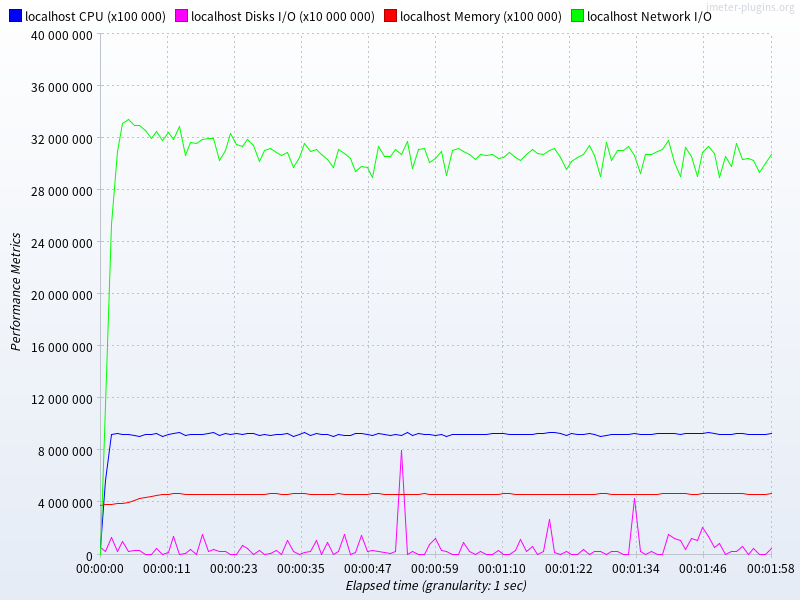 localhost CPU (x100 000) localhost Disks I/O (x10 000 000) localhost Memory (x100 000) localhost Network I/O
jmeter-plugins.org
40 000 000
36 000 000
32 000 000
28 000 000
24 000 000
20 000 000
16 000 000
12 000 000
8 000 000
4 000 000
0
Performance Metrics
00:00:00 00:00:11 00:00:23 00:00:35 00:00:47 00:00:59 00:01:10 00:01:22 00:01:34 00:01:46 00:01:58
Elapsed time (granularity: 1 sec)